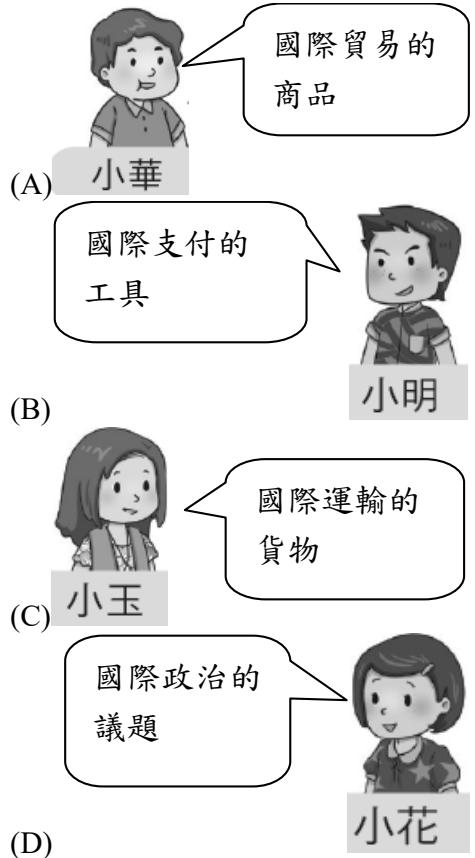 國際貿易的
商品
(A) 小華
國際支付的
工具
(B) 小明
國際運輸的
貨物
(C) 小玉
國際政治的
議題
(D) 小花